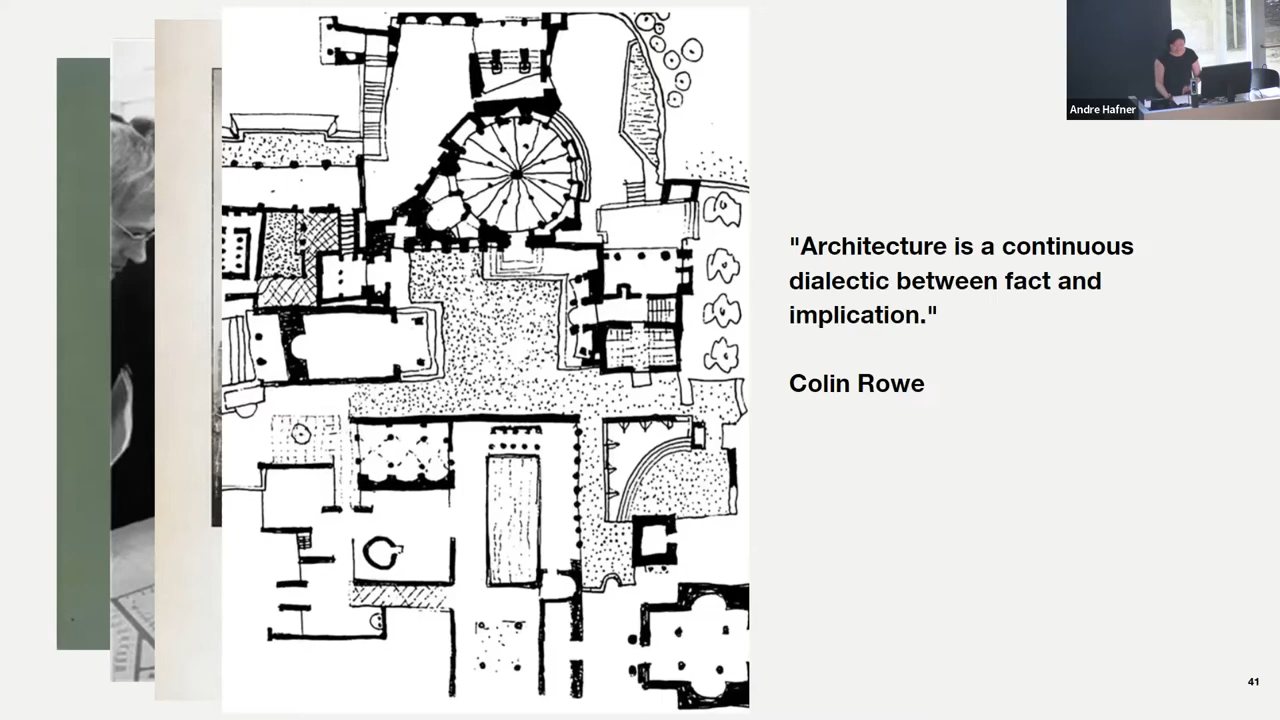 Andre Hafner
"Architecture is a continuous
dialectic between fact and
implication."
Colin Rowe
41